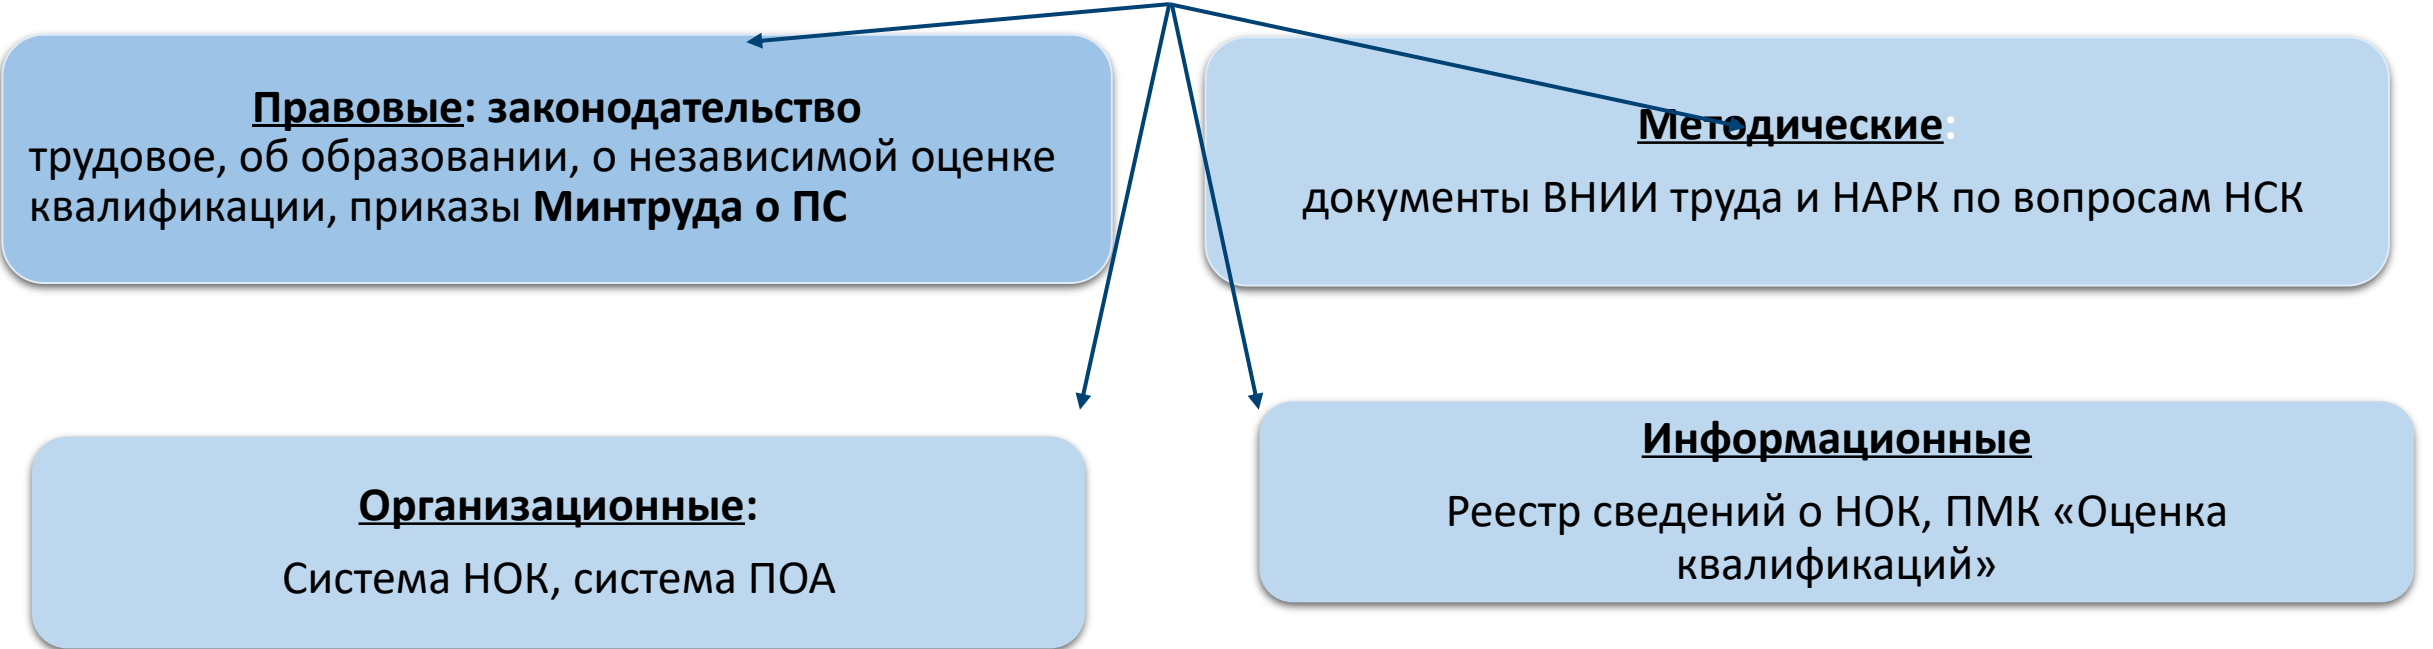 Правовые: законодательство
трудовое, об образовании, о независимой оценке
квалификации, приказы Минтруда о ПС
Методические:
документы ВНИИ труда и НАРК по вопросам НСК
Организационные:
Система НОК, система ПОА
Информационные
Реестр сведений о НОК, ПМК «Оценка
квалификаций»